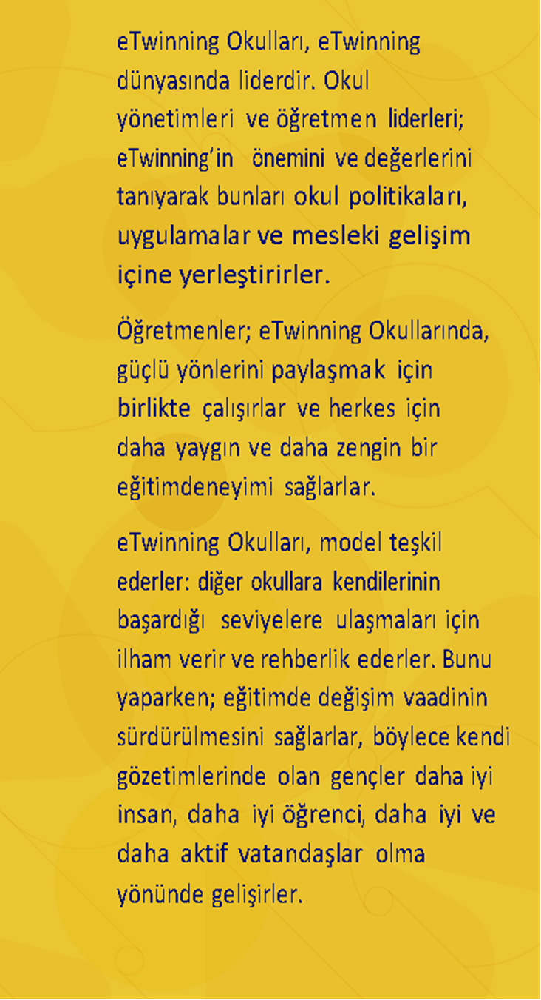 eTwinning Okulları, eTwinning
dünyasında liderdir. Okul
yönetimleri ve öğretmen liderleri;
eTwinning'in önemini ve değerlerini
tanıyarak bunları okul politikaları,
uygulamalar ve mesleki gelişim
içine yerleştirirler.
Öğretmenler; eTwinning Okullarında,
güçlü yönlerini paylaşmak için
birlikte çalışırlar ve herkes için
daha yaygın ve daha zengin bir
eğitimdeneyimi sağlarlar.
eTwinning Okulları, model teşkil
ederler: diğer okullara kendilerinin
başardığı seviyelere ulaşmaları için
ilham verir ve rehberlik ederler. Bunu
yaparken; eğitimde değişim vaadinin
sürdürülmesini sağlarlar, böylece kendi
gözetimlerinde olan gençler daha iyi
insan, daha iyi öğrenci, daha iyi ve
daha aktif vatandaşlar olma
yönünde gelişirler.